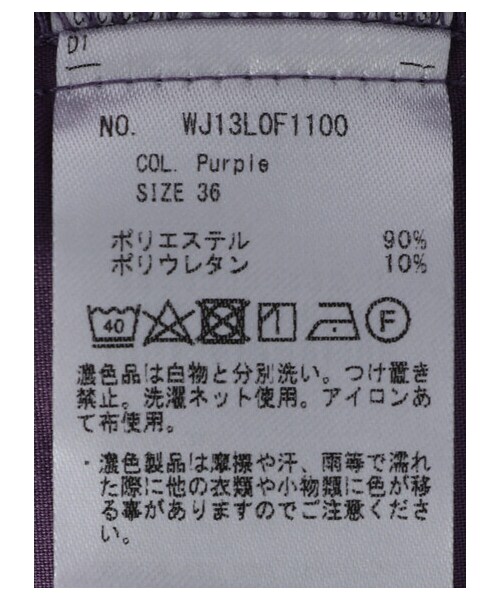 D1
NO. WJ13L0F1100
COL. Purple
SIZE 36
ポリエステル 90%
ポリウレタン 10%
40 F
濃色品は白物と分別洗い。つけ置き
禁止。洗濯ネット使用。アイロンあ
て布使用。
・濃色製品は摩擦や汗、雨等で濡れ
た際に他の衣類や小物類に色が移
る事がありますのでご注意くださ
い。